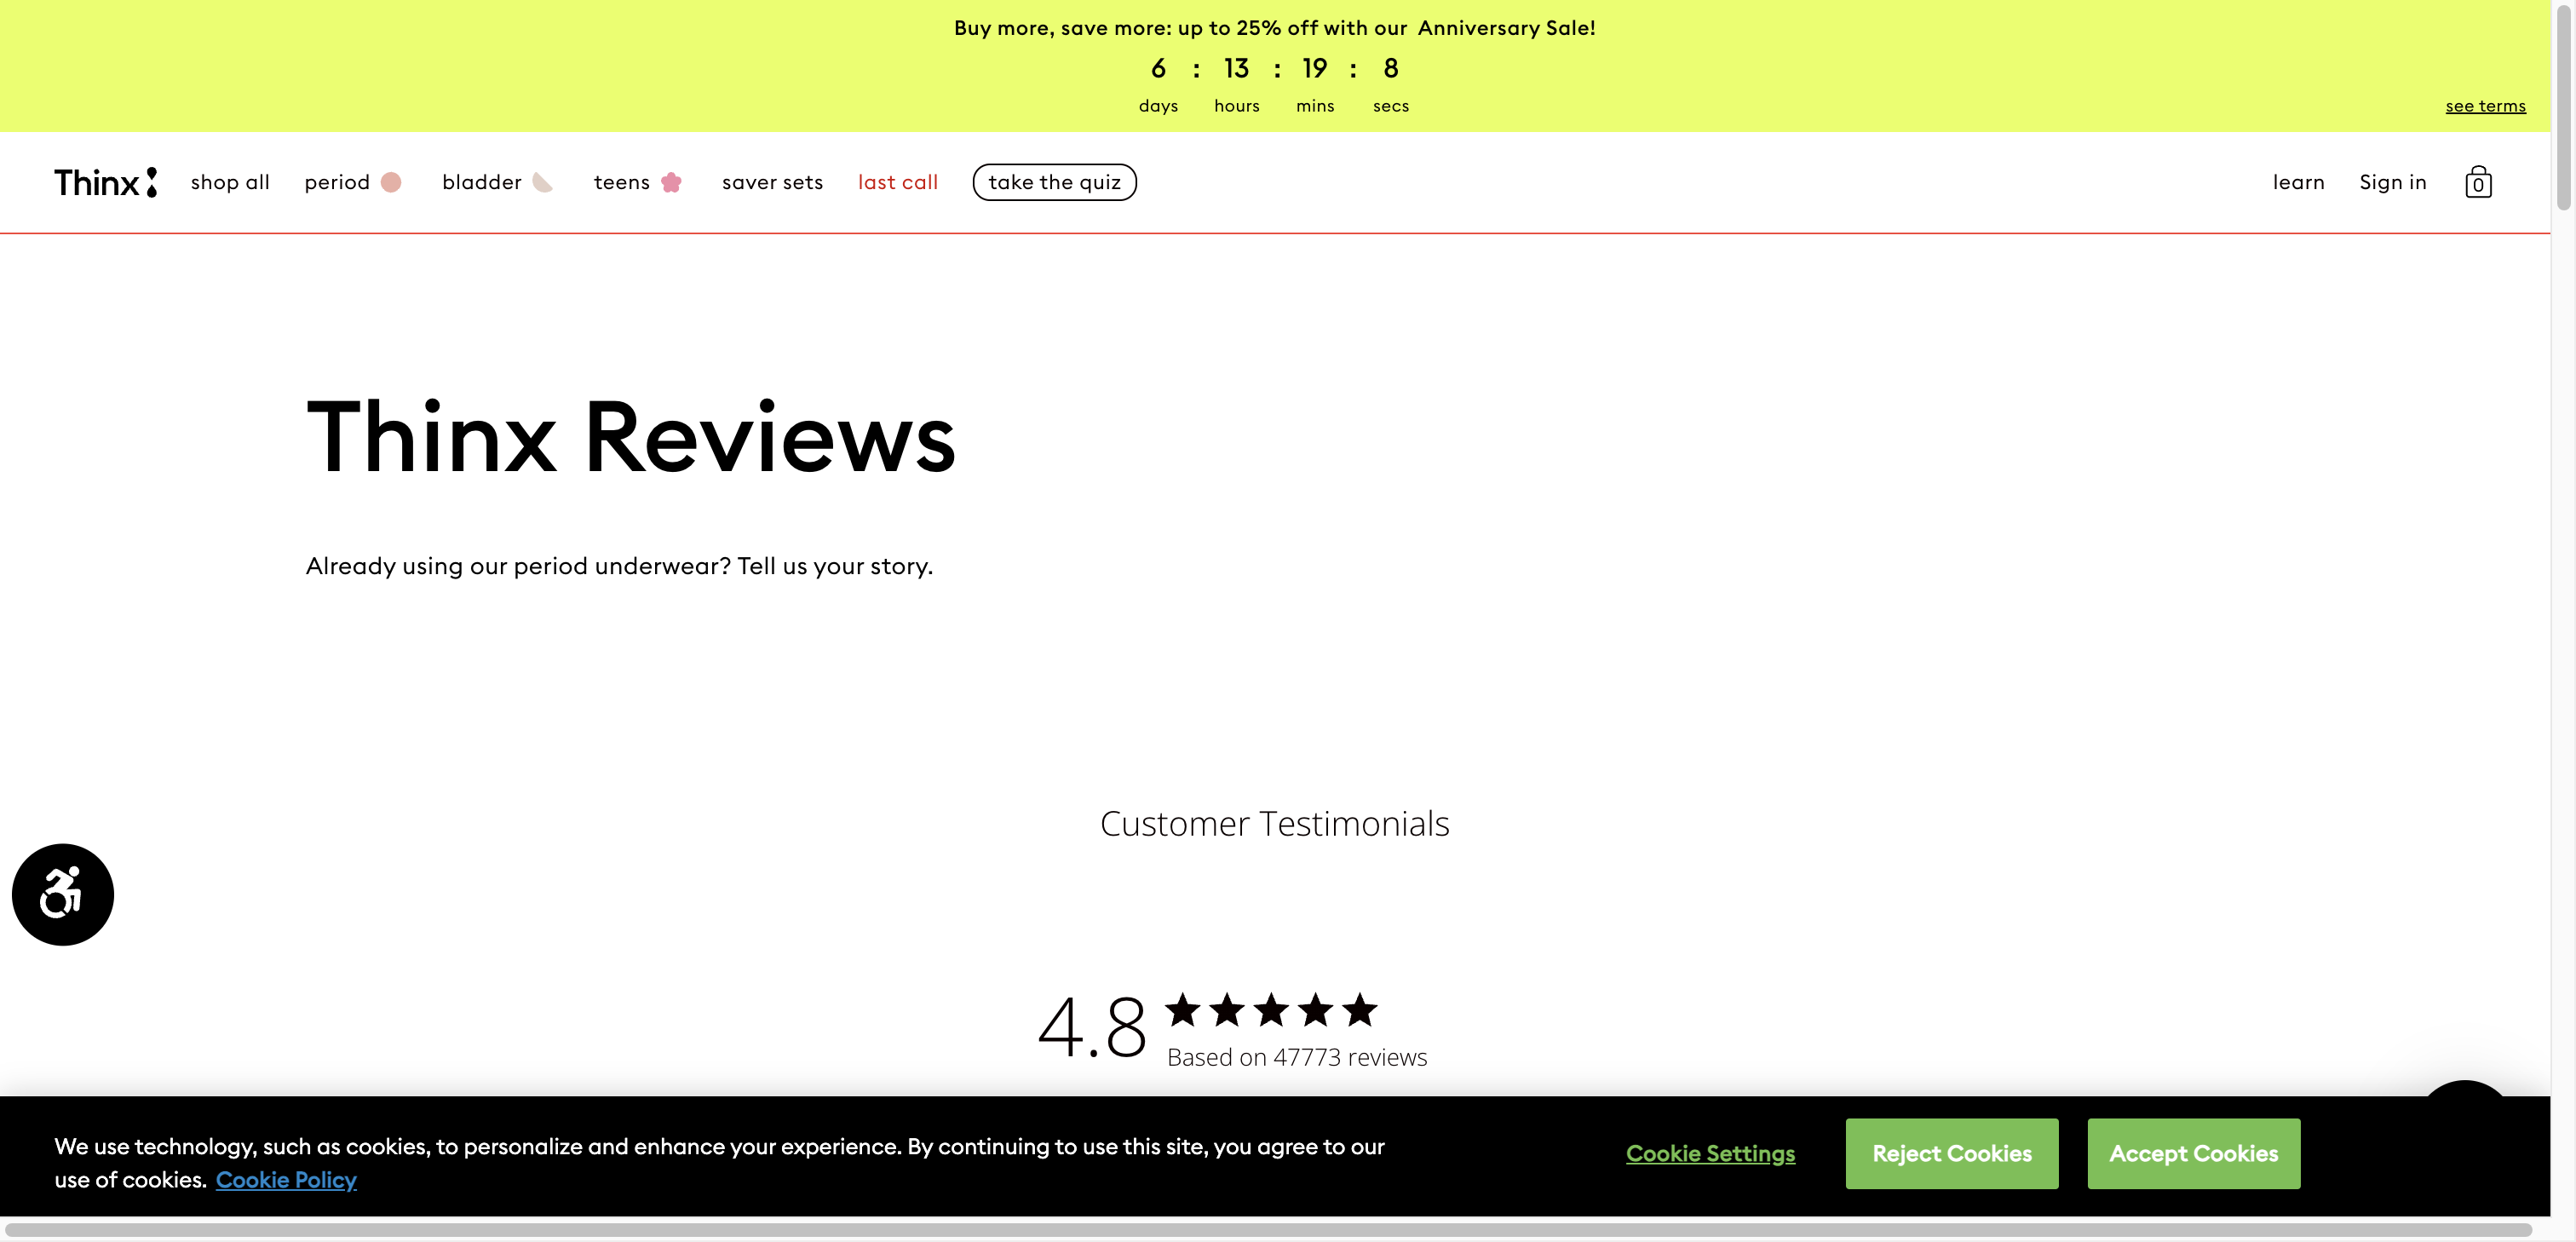 Buy more, save more: up to 25% off with our Anniversary Sale!
6 : 13 : 19 : 8
days hours mins secs
see terms
Thinx shop all period bladder teens saver sets last call take the quiz learn Sign in 0
Thinx Reviews
Already using our period underwear? Tell us your story.
Customer Testimonials
4.8
Based on 47773 reviews
We use technology, such as cookies, to personalize and enhance your experience. By continuing to use this site, you agree to our
use of cookies. Cookie Policy
Cookie Settings
Reject Cookies
Accept Cookies